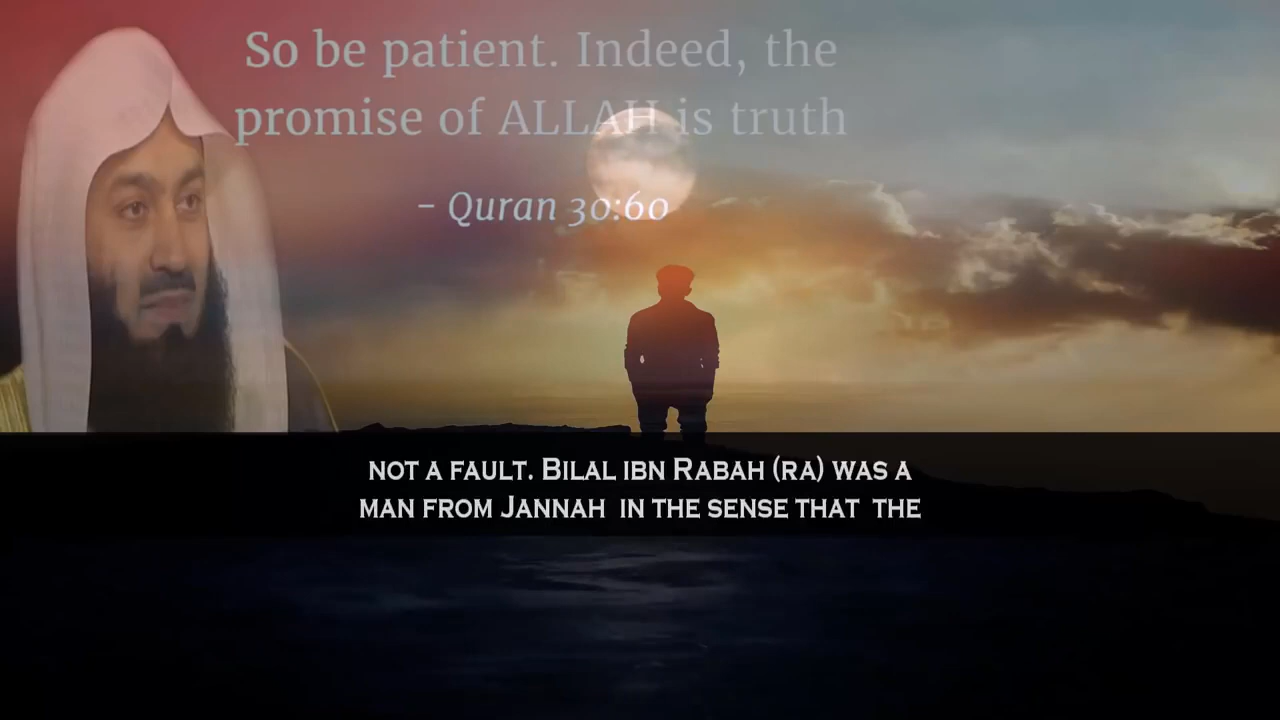 So be patient. Indeed, the
promise of ALLAH is truth
- Quran 30:60
NOT A FAULT. BILAL IBN RABAH (RA) WAS A
MAN FROM JANNAH IN THE SENSE THAT THE